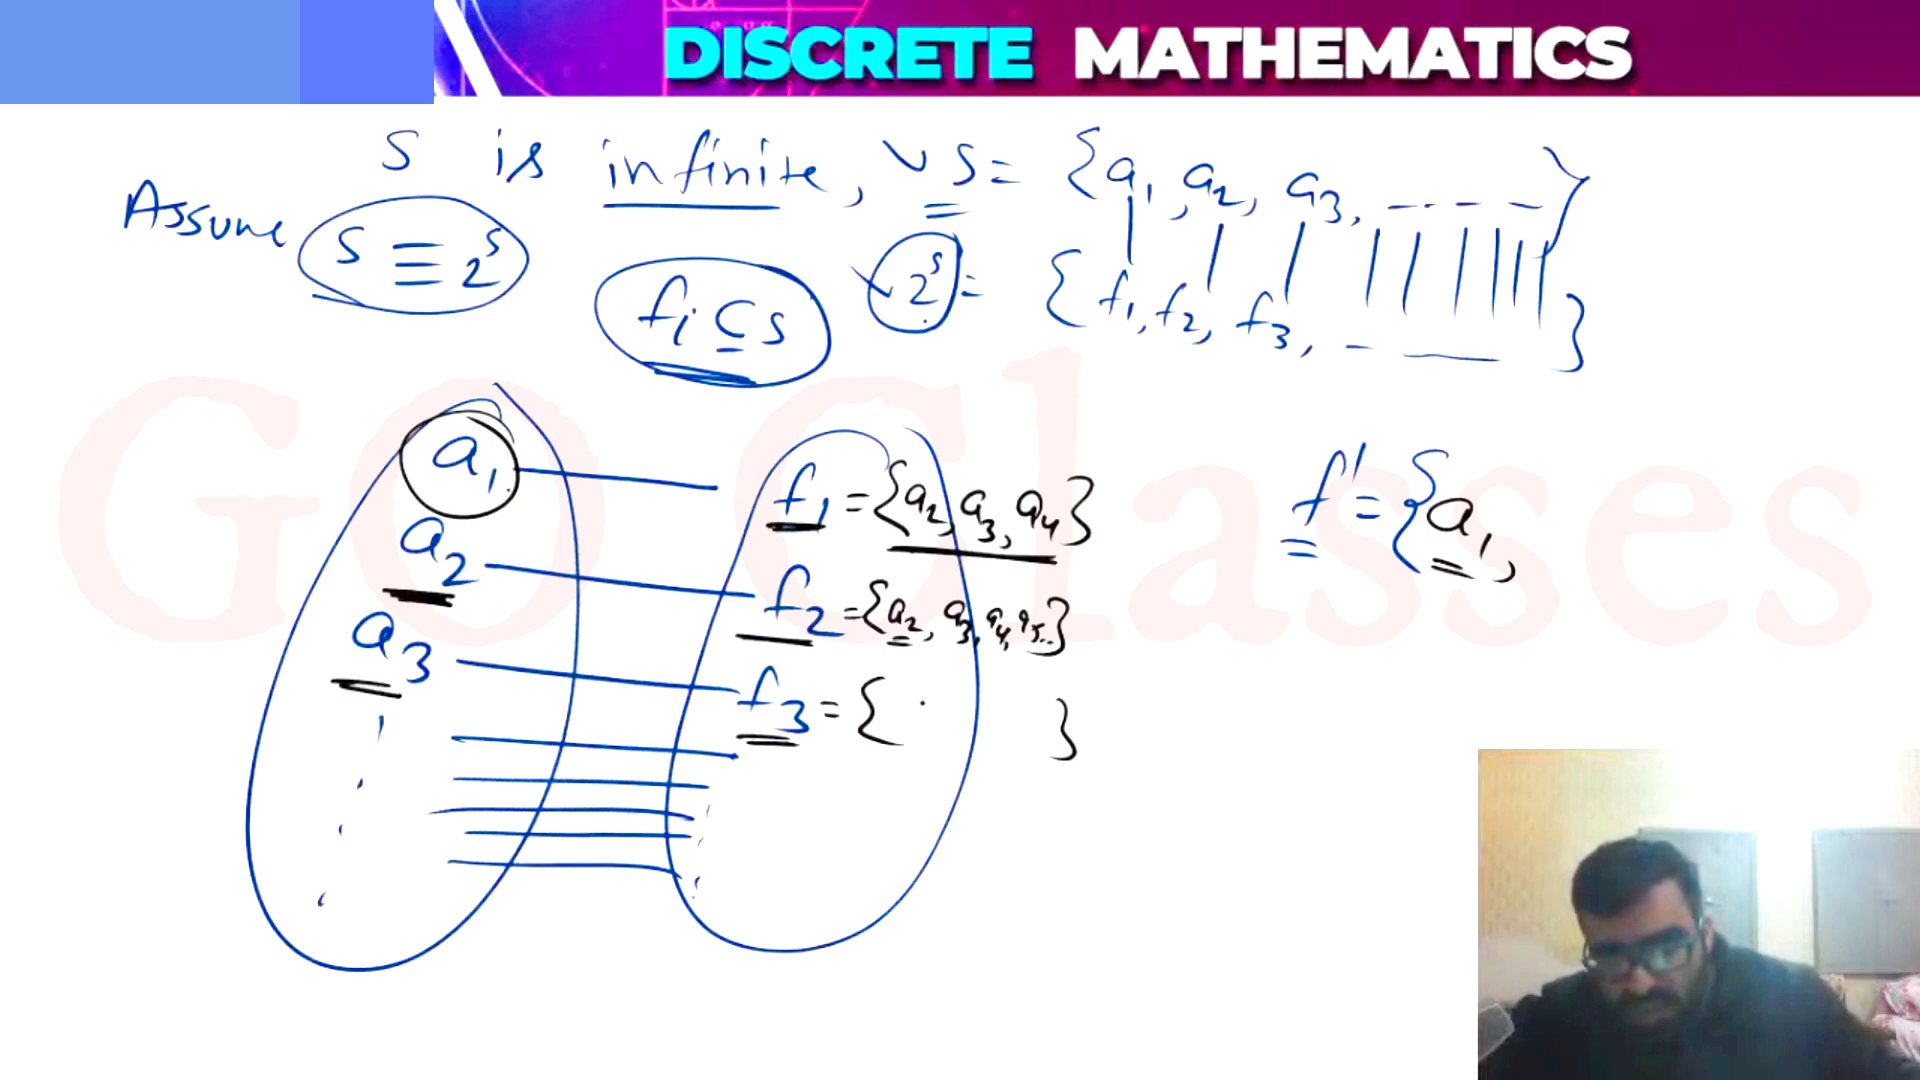 DISCRETE MATHEMATICS
S is infinite, ✓ S = {a1, a2, a3, ------}
Assume S ≡ 2^S
fi ⊆ S
✓ 2^S = {f1, f2, f3, - ——}
a1
f1 = {a2, a3, a4}
f' = {a1,
a2
f2 = {a2, a3, a4, a5..}
a3
f3 = { . }
GO Classes